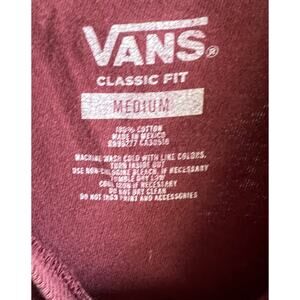 VANS®
CLASSIC FIT
MEDIUM
100% COTTON
MADE IN MEXICO
CA30516
MACHINE WASH COLD WITH LIKE COLORS.
TURN INSIDE OUT
USE NON-CHLORINE BLEACH, IF NECESSARY
TUMBLE DRY LOW
COOL IRON IF NECESSARY
DO NOT DRY CLEAN
DO NOT IRON PRINT AND ACCESSORIES